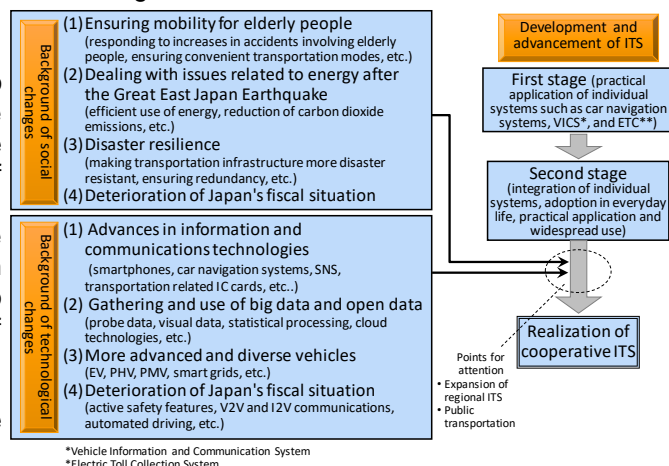 Background of social changes
(1) Ensuring mobility for elderly people
(responding to increases in accidents involving elderly
people, ensuring convenient transportation modes, etc.)
(2) Dealing with issues related to energy after
the Great East Japan Earthquake
(efficient use of energy, reduction of carbon dioxide
emissions, etc.)
(3) Disaster resilience
(making transportation infrastructure more disaster
resistant, ensuring redundancy, etc.)
(4) Deterioration of Japan's fiscal situation
Background of technological changes
(1) Advances in information and
communications technologies
(smartphones, car navigation systems, SNS,
transportation related IC cards, etc..)
(2) Gathering and use of big data and open data
(probe data, visual data, statistical processing, cloud
technologies, etc.)
(3) More advanced and diverse vehicles
(EV, PHV, PMV, smart grids, etc.)
(4) Deterioration of Japan's fiscal situation
(active safety features, V2V and I2V communications,
automated driving, etc.)
Development and
advancement of ITS
First stage (practical
application of individual
systems such as car navigation
systems, VICS*, and ETC**)
Second stage
(integration of individual
systems, adoption in everyday
life, practical application and
widespread use)
Realization of
cooperative ITS
Points for
attention
• Expansion of
regional ITS
• Public
transportation
*Vehicle Information and Communication System
*Electric Toll Collection System